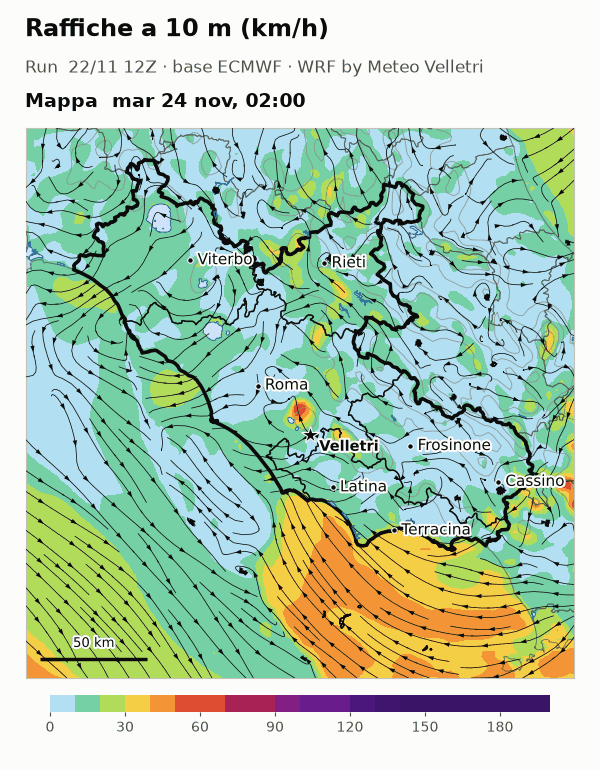 Raffiche a 10 m (km/h)
Run  22/11 12Z · base ECMWF · WRF by Meteo Velletri
Mappa  mar 24 nov, 02:00
Viterbo
Rieti
Roma
Velletri
Frosinone
Cassino
Latina
Terracina
50 km
0 30 60 90 120 150 180